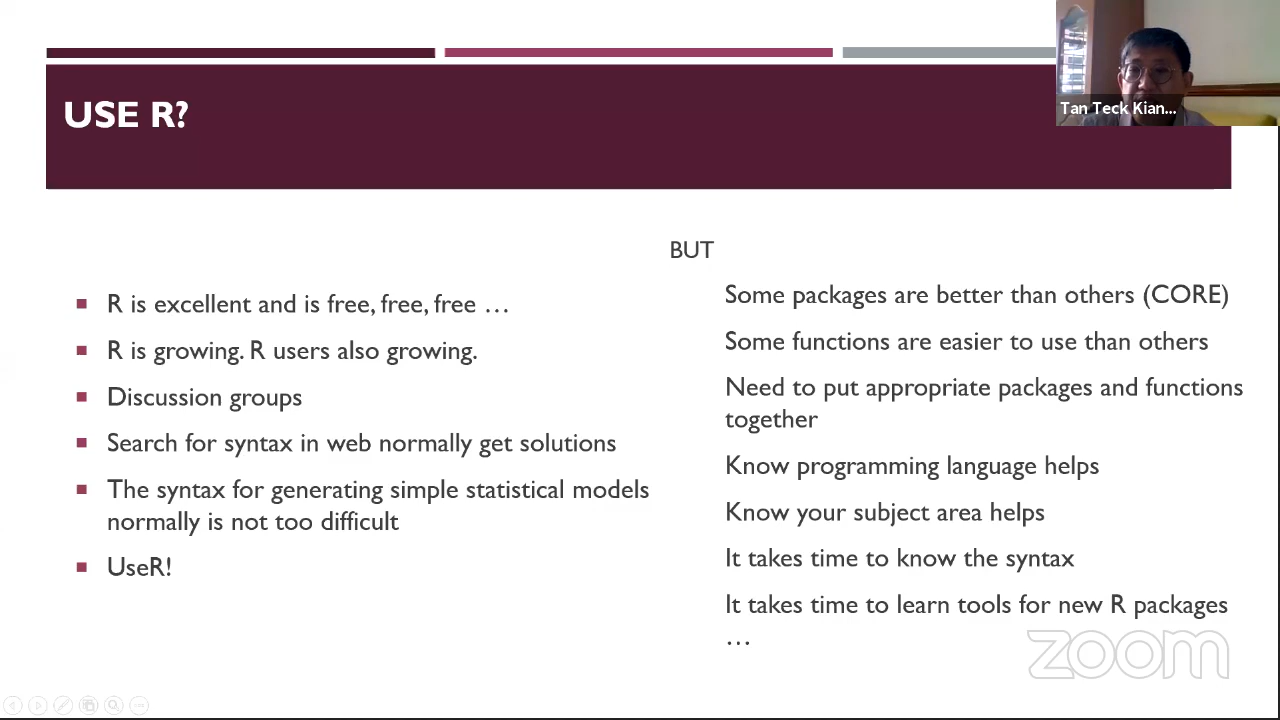 USE R?
Tan Teck Kian...
R is excellent and is free, free, free …
R is growing. R users also growing.
Discussion groups
Search for syntax in web normally get solutions
The syntax for generating simple statistical models
normally is not too difficult
UseR!
BUT
Some packages are better than others (CORE)
Some functions are easier to use than others
Need to put appropriate packages and functions
together
Know programming language helps
Know your subject area helps
It takes time to know the syntax
It takes time to learn tools for new R packages
…
zoom